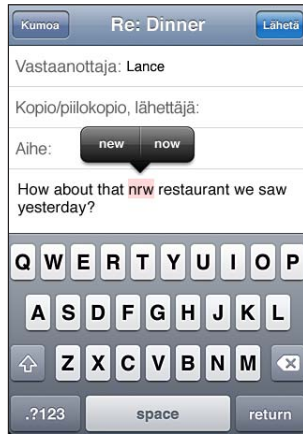 Kumoa Re: Dinner Lähetä
Vastaanottaja: Lance
Kopio/piilokopio, lähettäjä:
Aihe:
new now
How about that nrw restaurant we saw
yesterday?
Q W E R T Y U I O P
A S D F G H J K L
Z X C V B N M
.?123 space return